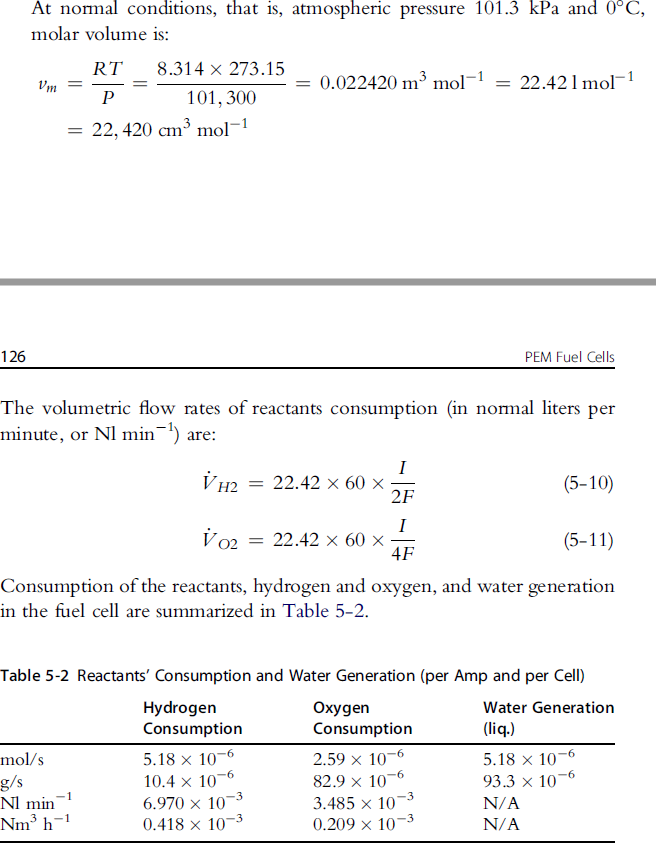 At normal conditions, that is, atmospheric pressure 101.3 kPa and 0°C,
molar volume is:
v_m = RT/P = 8.314 × 273.15/101,300 = 0.022420 m³ mol⁻¹ = 22.42 l mol⁻¹
= 22,420 cm³ mol⁻¹
126 PEM Fuel Cells
The volumetric flow rates of reactants consumption (in normal liters per
minute, or Nl min⁻¹) are:
V̇_H2 = 22.42 × 60 × I/2F (5-10)
V̇_O2 = 22.42 × 60 × I/4F (5-11)
Consumption of the reactants, hydrogen and oxygen, and water generation
in the fuel cell are summarized in Table 5-2.
Table 5-2 Reactants' Consumption and Water Generation (per Amp and per Cell)
Hydrogen Oxygen Water Generation
Consumption Consumption (liq.)
mol/s 5.18 × 10⁻⁶ 2.59 × 10⁻⁶ 5.18 × 10⁻⁶
g/s 10.4 × 10⁻⁶ 82.9 × 10⁻⁶ 93.3 × 10⁻⁶
Nl min⁻¹ 6.970 × 10⁻³ 3.485 × 10⁻³ N/A
Nm³ h⁻¹ 0.418 × 10⁻³ 0.209 × 10⁻³ N/A